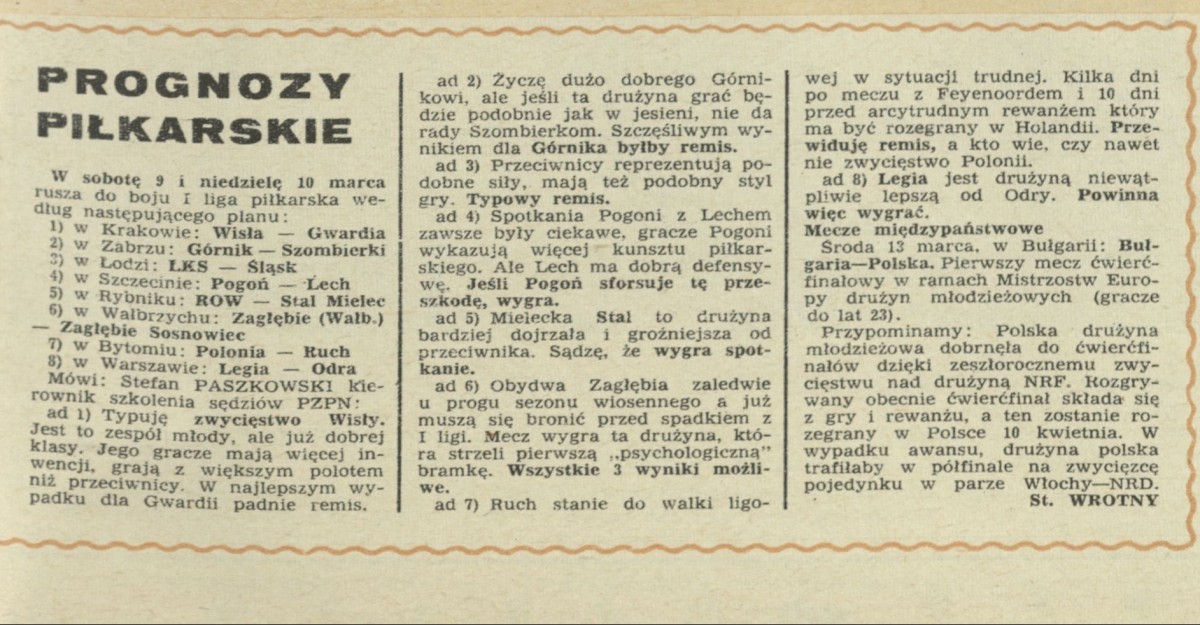 PROGNOZY
PIŁKARSKIE
W sobotę 9 i niedzielę 10 marca
rusza do boju I liga piłkarska we-
dług następującego planu:
1) w Krakowie: Wisła — Gwardia
2) w Zabrzu: Górnik — Szombierki
3) w Łodzi: ŁKS — Śląsk
4) w Szczecinie: Pogoń — Lech
5) w Rybniku: ROW — Stal Mielec
6) w Wałbrzychu: Zagłębie (Wałb.)
— Zagłębie Sosnowiec
7) w Bytomiu: Polonia — Ruch
8) w Warszawie: Legia — Odra
Mówi: Stefan PASZKOWSKI kie-
rownik szkolenia sędziów PZPN:
ad 1) Typuję zwycięstwo Wisły.
Jest to zespół młody, ale już dobrej
klasy. Jego gracze mają więcej in-
wencji, grają z większym polotem
niż przeciwnicy. W najlepszym wy-
padku dla Gwardii padnie remis.
ad 2) Życzę dużo dobrego Górni-
kowi, ale jeśli ta drużyna grać bę-
dzie podobnie jak w jesieni, nie da
rady Szombierkom. Szczęśliwym wy-
nikiem dla Górnika byłby remis.
ad 3) Przeciwnicy reprezentują po-
dobne siły, mają też podobny styl
gry. Typowy remis.
ad 4) Spotkania Pogoni z Lechem
zawsze były ciekawe, gracze Pogoni
wykazują więcej kunsztu piłkar-
skiego. Ale Lech ma dobrą defensy-
wę. Jeśli Pogoń sforsuje tę prze-
szkodę, wygra.
ad 5) Mielecka Stal to drużyna
bardziej dojrzała i groźniejsza od
przeciwnika. Sądzę, że wygra spot-
kanie.
ad 6) Obydwa Zagłębia zaledwie
u progu sezonu wiosennego a już
muszą się bronić przed spadkiem z
I ligi. Mecz wygra ta drużyna, któ-
ra strzeli pierwszą „psychologiczną"
bramkę. Wszystkie 3 wyniki możli-
we.
ad 7) Ruch stanie do walki ligo-
wej w sytuacji trudnej. Kilka dni
po meczu z Feyenoordem i 10 dni
przed arcytrudnym rewanżem który
ma być rozegrany w Holandii. Prze-
widuję remis, a kto wie, czy nawet
nie zwycięstwo Polonii.
ad 8) Legia jest drużyną niewąt-
pliwie lepszą od Odry. Powinna
więc wygrać.
Mecze międzypaństwowe
Środa 13 marca, w Bułgarii: Buł-
garia—Polska. Pierwszy mecz ćwierć-
finałowy w ramach Mistrzostw Euro-
py drużyn młodzieżowych (gracze
do lat 23).
Przypominamy: Polska drużyna
młodzieżowa dobrnęła do ćwierćfi-
nałów dzięki zeszłorocznemu zwy-
cięstwu nad drużyną NRF. Rozgry-
wany obecnie ćwierćfinał składa się
z gry i rewanżu, a ten zostanie ro-
zegrany w Polsce 10 kwietnia. W
wypadku awansu, drużyna polska
trafiłaby w półfinale na zwycięzcę
pojedynku w parze Włochy—NRD.
St. WROTNY